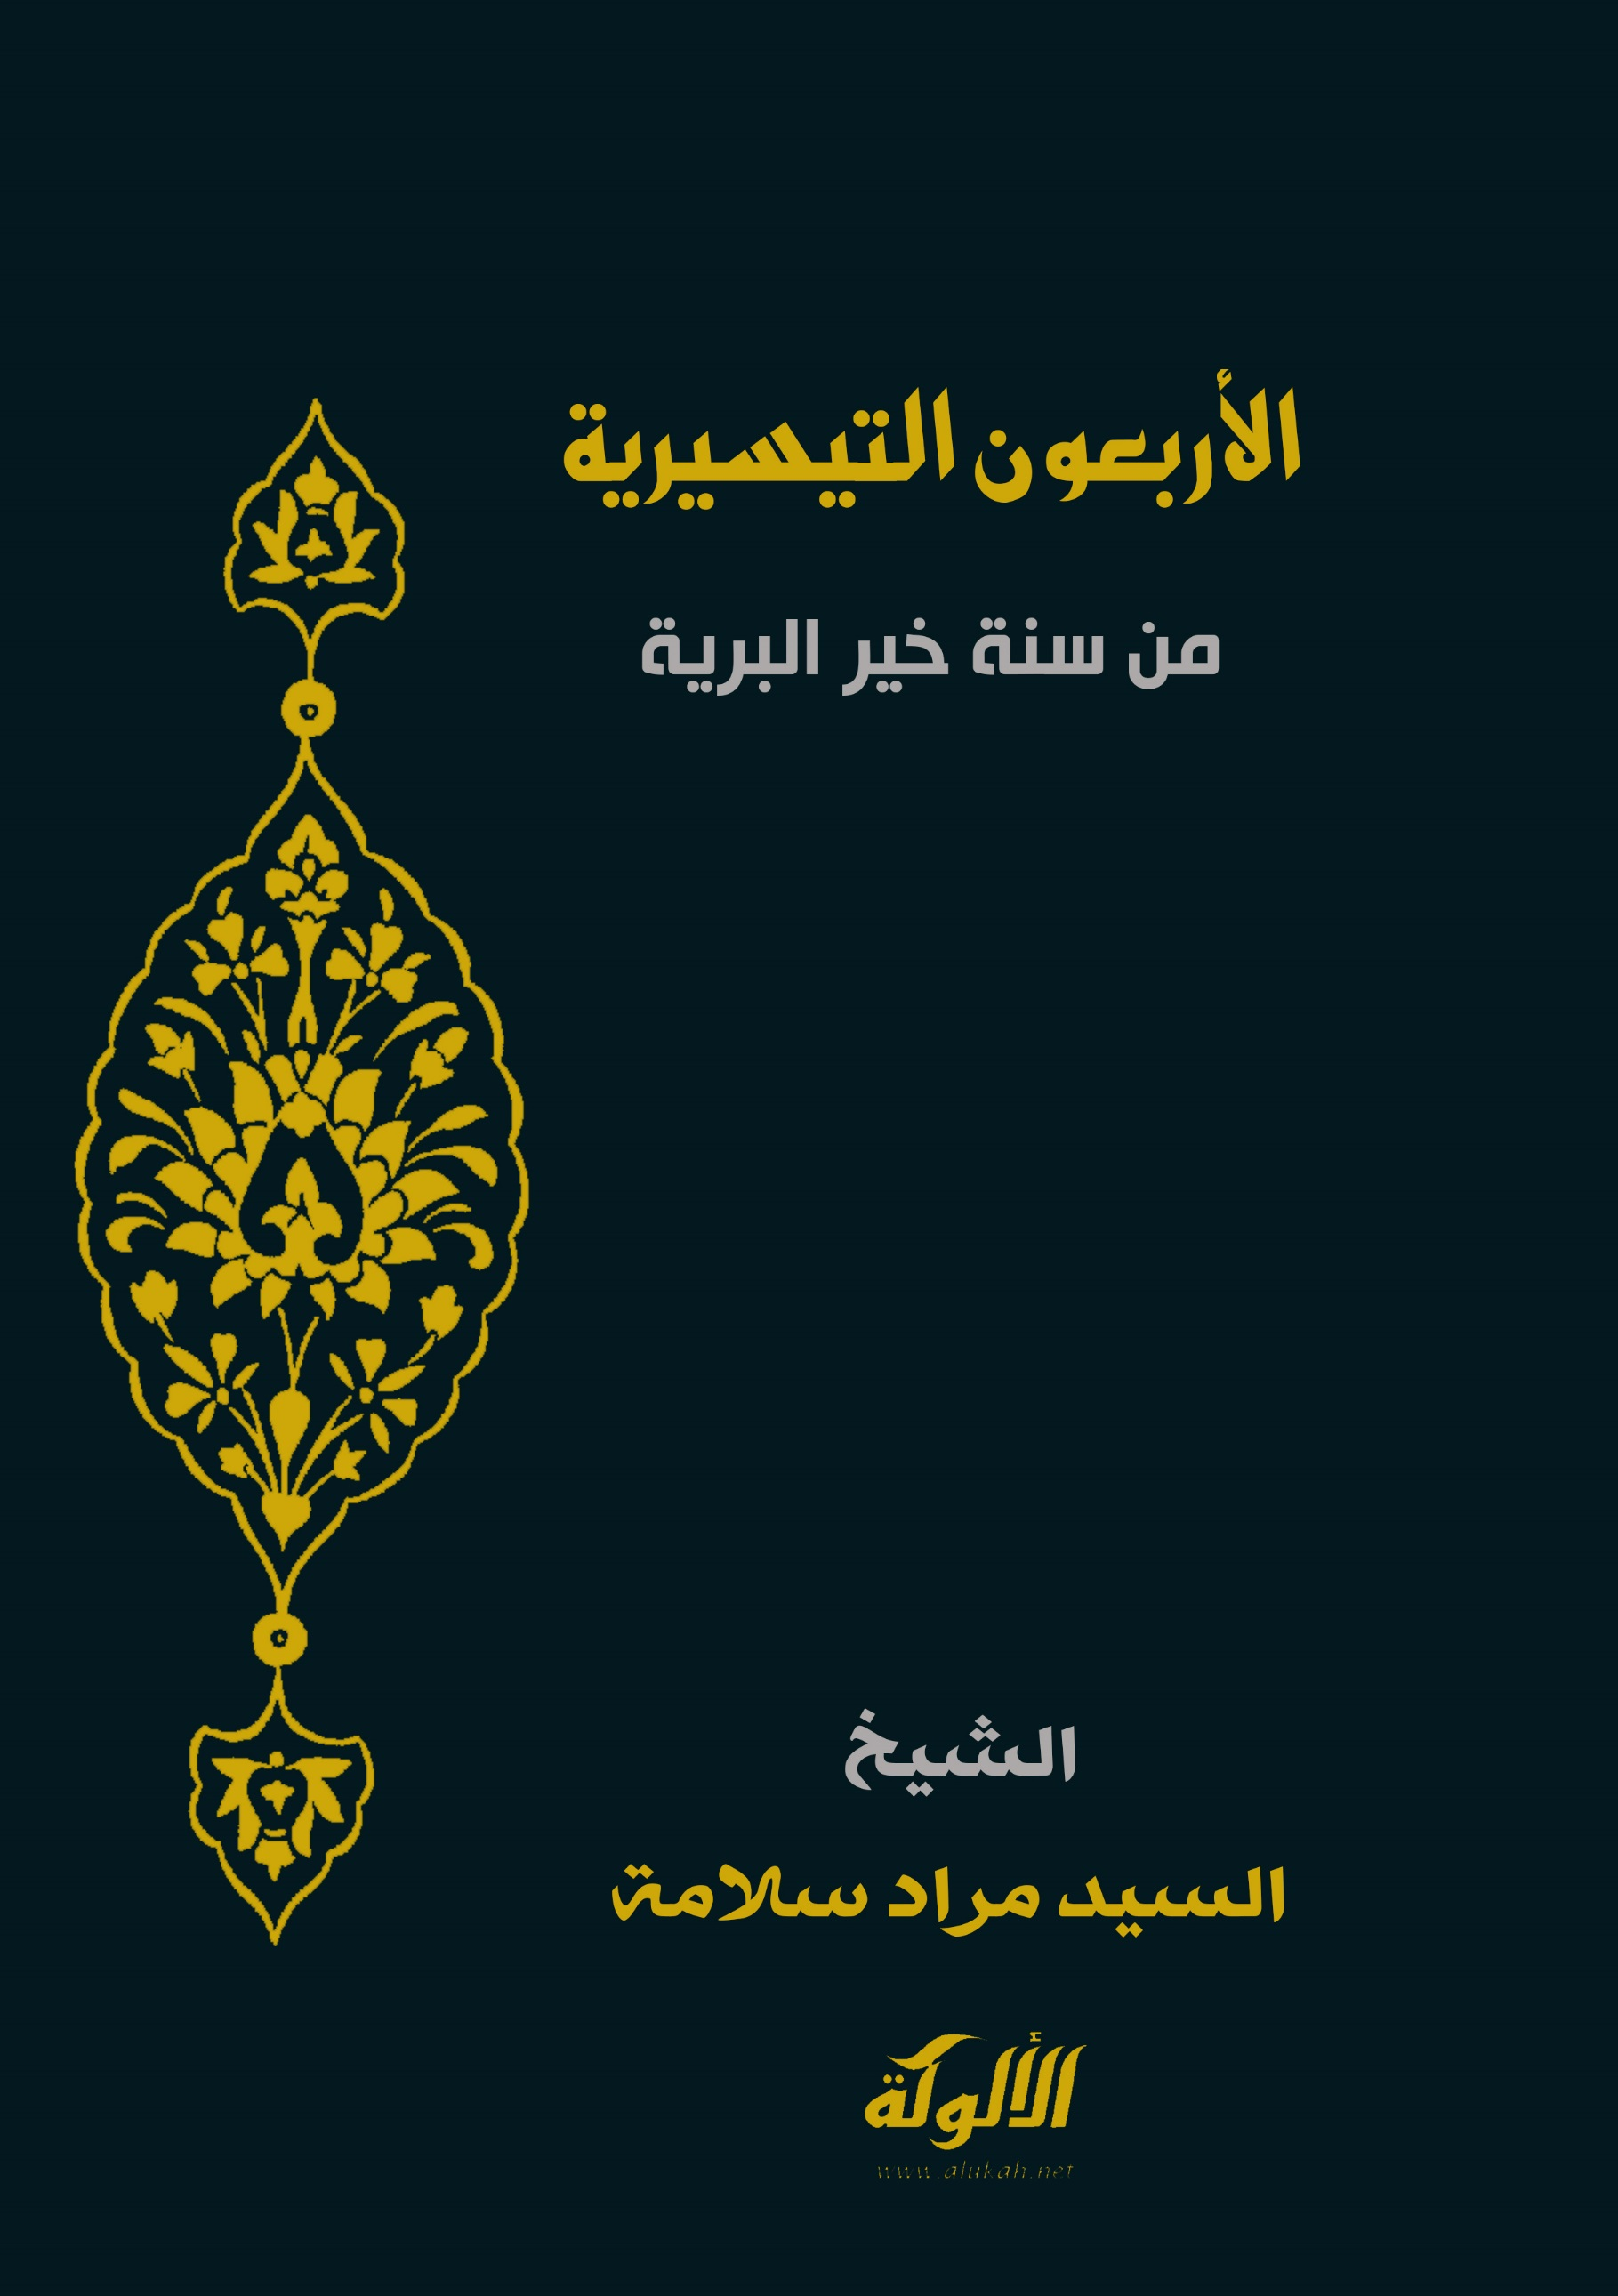 الأربعون التيسيرية
من سنة خير البرية
الشيخ
السيد مراد سلامة
الألوكة
www.alukah.net